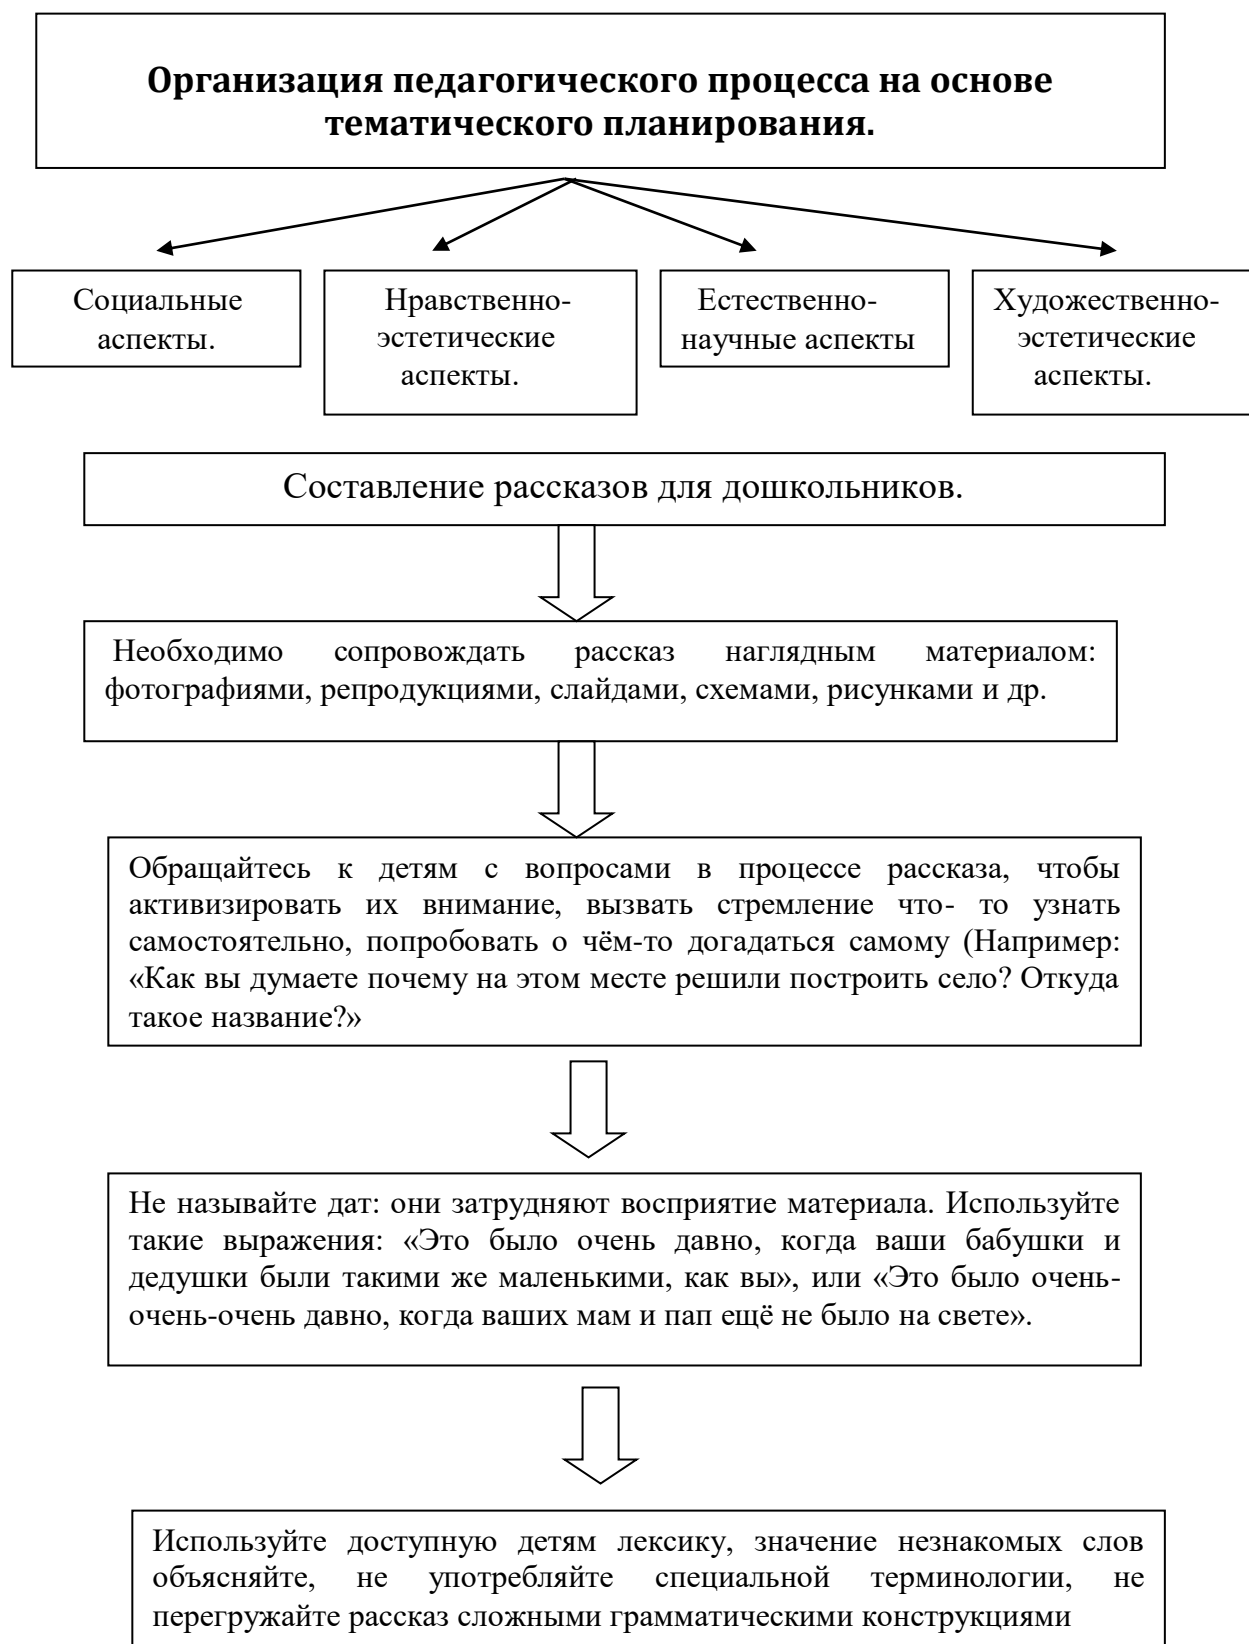 Организация педагогического процесса на основе
тематического планирования.
Социальные
аспекты.
Нравственно-
эстетические
аспекты.
Естественно-
научные аспекты
Художественно-
эстетические
аспекты.
Составление рассказов для дошкольников.
Необходимо сопровождать рассказ наглядным материалом:
фотографиями, репродукциями, слайдами, схемами, рисунками и др.
Обращайтесь к детям с вопросами в процессе рассказа, чтобы
активизировать их внимание, вызвать стремление что- то узнать
самостоятельно, попробовать о чём-то догадаться самому (Например:
«Как вы думаете почему на этом месте решили построить село? Откуда
такое название?»
Не называйте дат: они затрудняют восприятие материала. Используйте
такие выражения: «Это было очень давно, когда ваши бабушки и
дедушки были такими же маленькими, как вы», или «Это было очень-
очень-очень давно, когда ваших мам и пап ещё не было на свете».
Используйте доступную детям лексику, значение незнакомых слов
объясняйте, не употребляйте специальной терминологии, не
перегружайте рассказ сложными грамматическими конструкциями